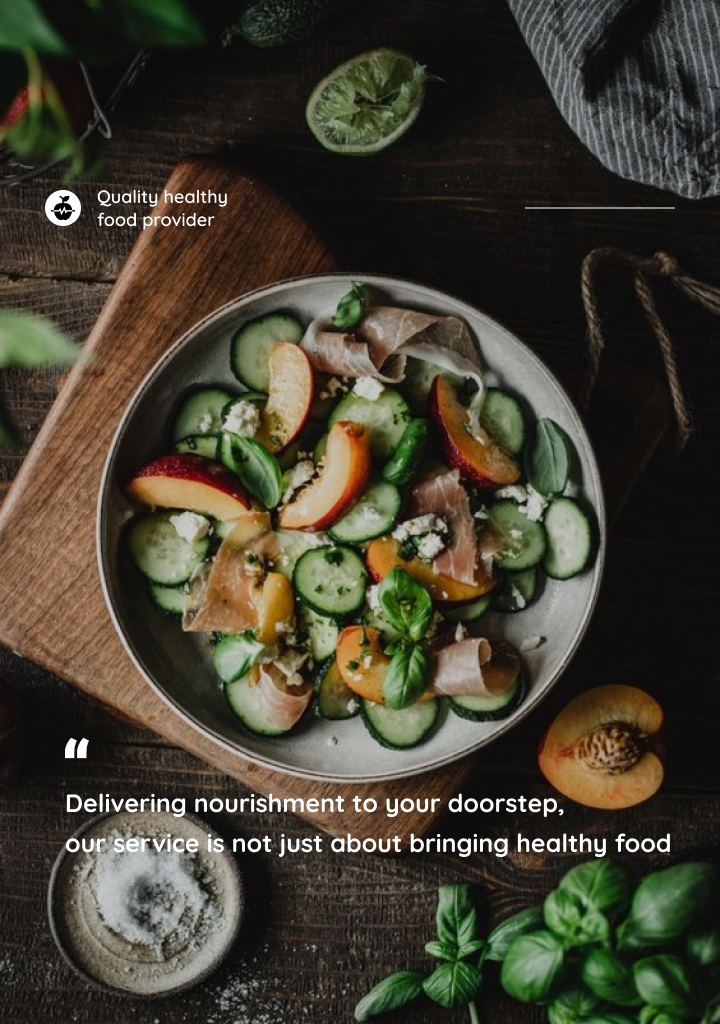 Quality healthy
food provider
“
Delivering nourishment to your doorstep,
our service is not just about bringing healthy food